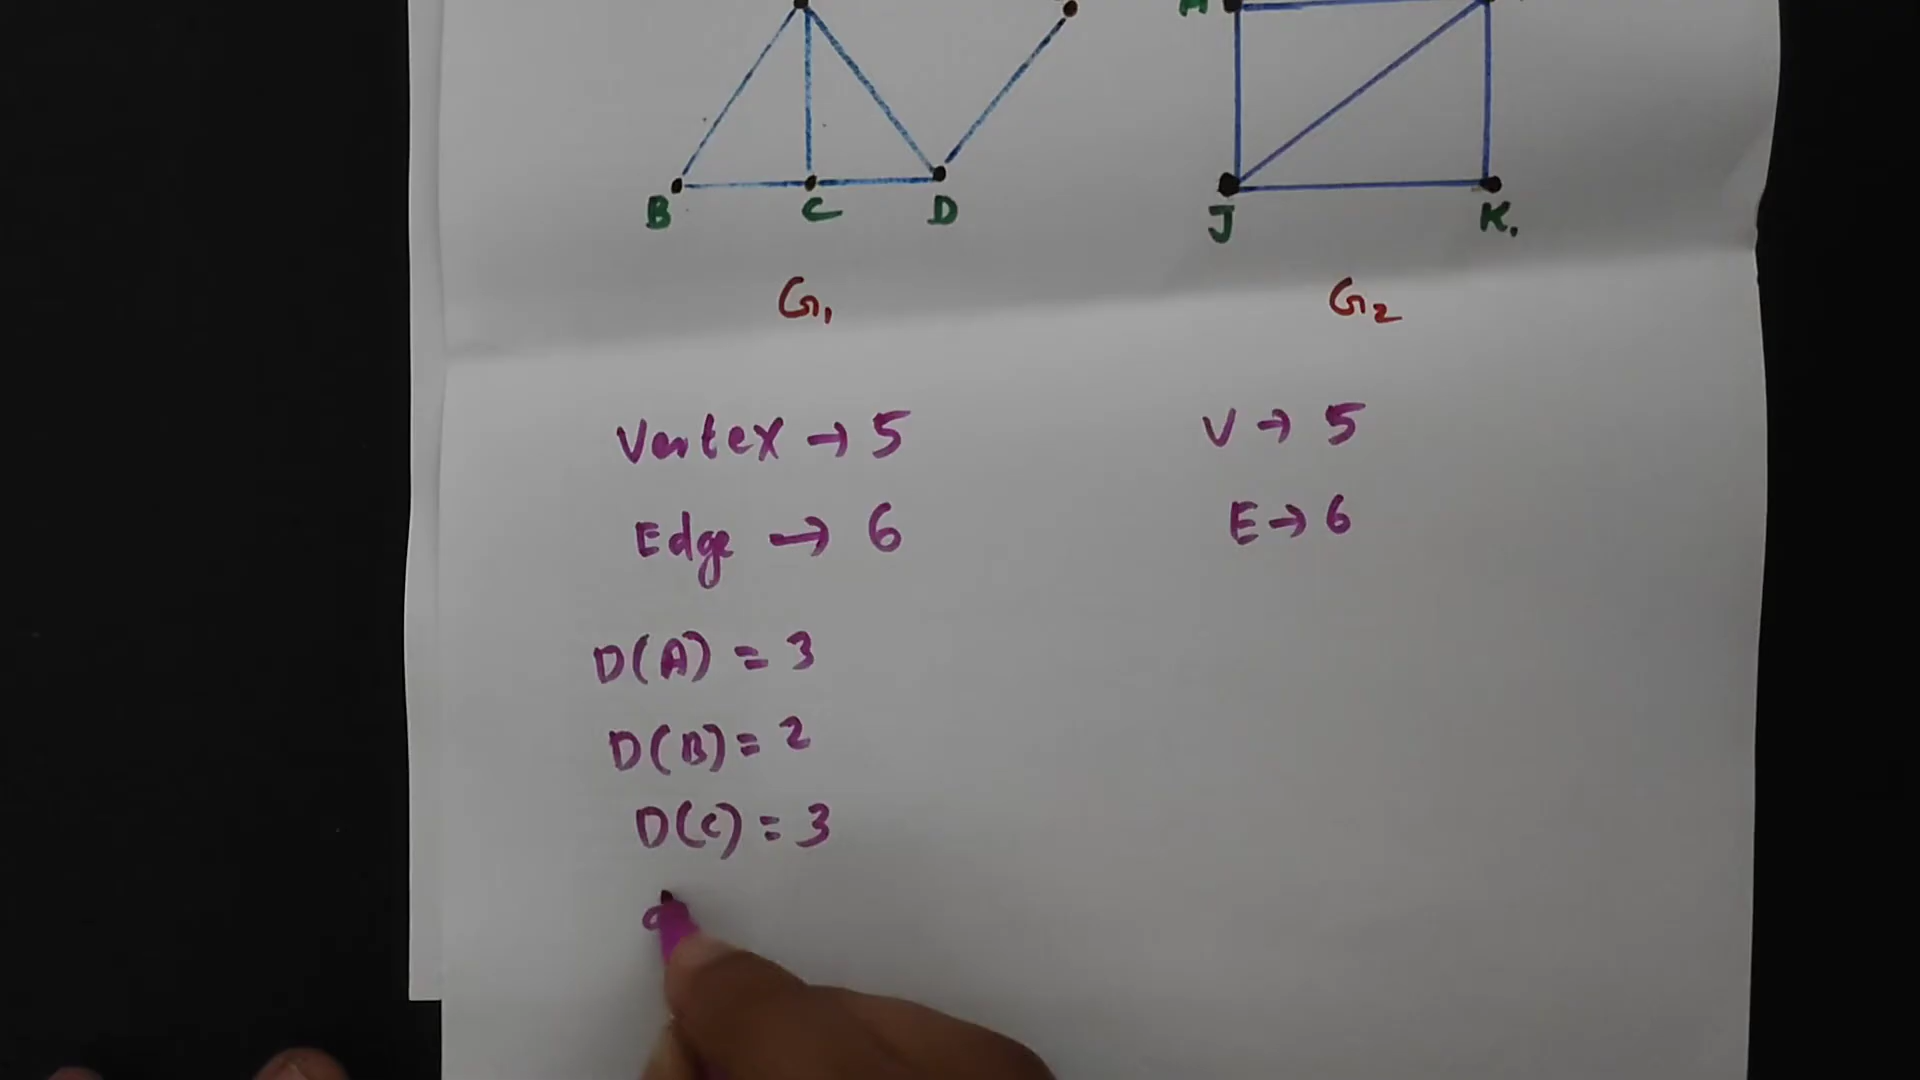 B C D J K.
G₁ G₂
Vertex → 5 V → 5
Edge → 6 E → 6
D(A) = 3
D(B) = 2
D(C) = 3